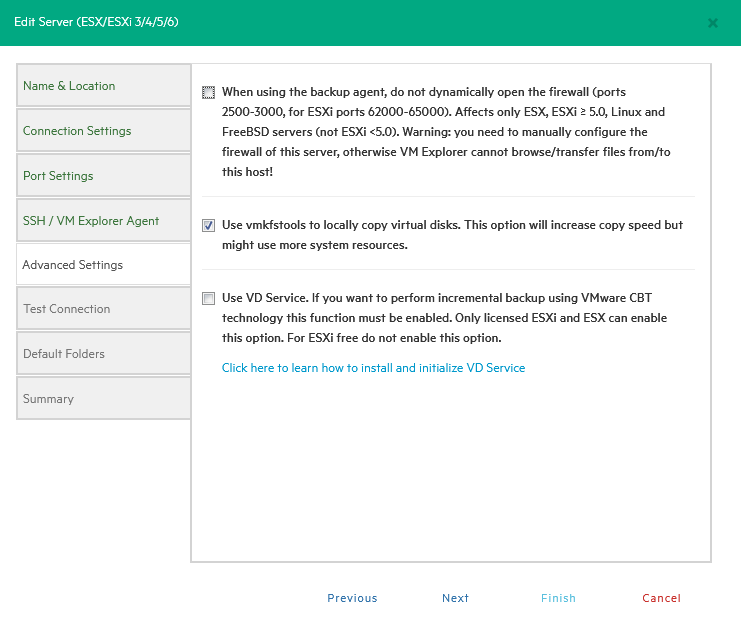 Edit Server (ESX/ESXi 3/4/5/6)
Name & Location
Connection Settings
Port Settings
SSH / VM Explorer Agent
Advanced Settings
Test Connection
Default Folders
Summary
When using the backup agent, do not dynamically open the firewall (ports
2500-3000, for ESXi ports 62000-65000). Affects only ESX, ESXi ≥ 5.0, Linux and
FreeBSD servers (not ESXi <5.0). Warning: you need to manually configure the
firewall of this server, otherwise VM Explorer cannot browse/transfer files from/to
this host!
Use vmkfstools to locally copy virtual disks. This option will increase copy speed but
might use more system resources.
Use VD Service. If you want to perform incremental backup using VMware CBT
technology this function must be enabled. Only licensed ESXi and ESX can enable
this option. For ESXi free do not enable this option.
Click here to learn how to install and initialize VD Service
Previous
Next
Finish
Cancel